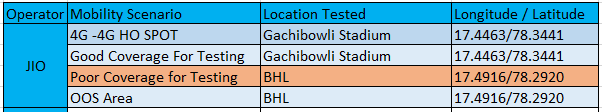 Operator Mobility Scenario Location Tested Longitude / Latitude
JIO
4G -4G HO SPOT Gachibowli Stadium 17.4463/78.3441
Good Coverage For Testing Gachibowli Stadium 17.4463/78.3441
Poor Coverage for Testing BHL 17.4916/78.2920
OOS Area BHL 17.4916/78.2920